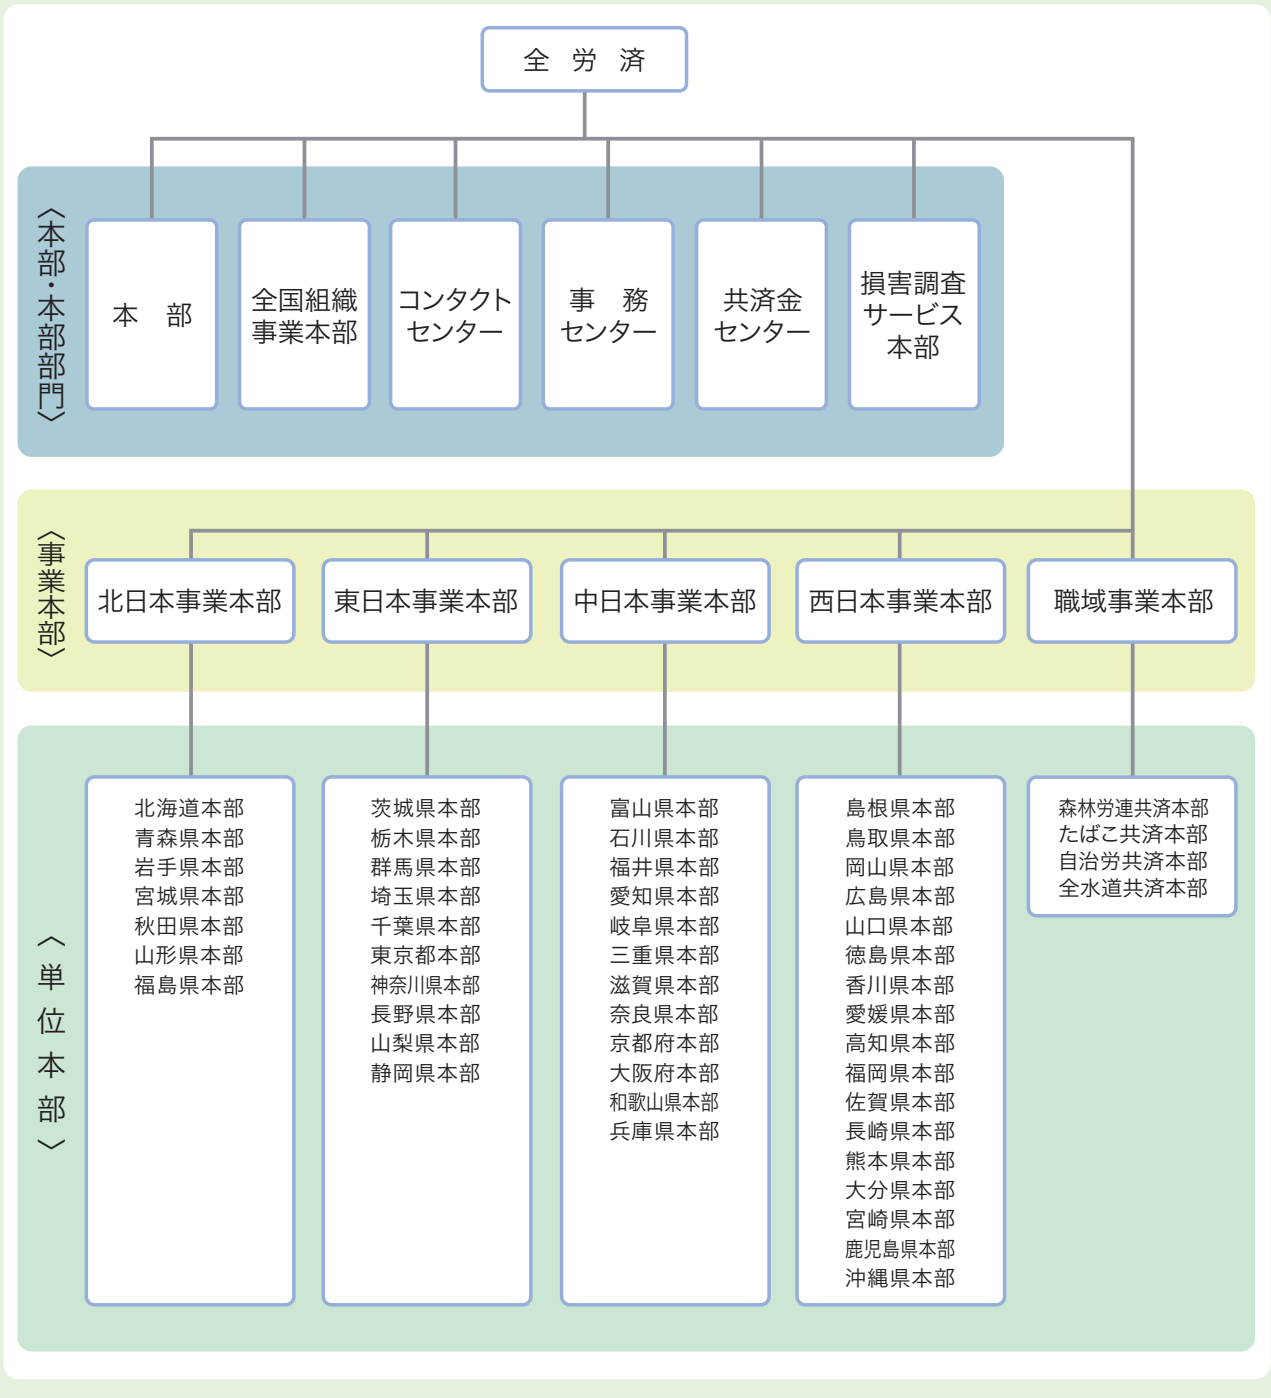 全労済
〈本部・本部部門〉
本　部
全国組織
事業本部
コンタクト
センター
事　務
センター
共済金
センター
損害調査
サービス
本部
〈事業本部〉
北日本事業本部
東日本事業本部
中日本事業本部
西日本事業本部
職域事業本部
〈単位本部〉
北海道本部
青森県本部
岩手県本部
宮城県本部
秋田県本部
山形県本部
福島県本部
茨城県本部
栃木県本部
群馬県本部
埼玉県本部
千葉県本部
東京都本部
神奈川県本部
長野県本部
山梨県本部
静岡県本部
富山県本部
石川県本部
福井県本部
愛知県本部
岐阜県本部
三重県本部
滋賀県本部
奈良県本部
京都府本部
大阪府本部
和歌山県本部
兵庫県本部
島根県本部
鳥取県本部
岡山県本部
広島県本部
山口県本部
徳島県本部
香川県本部
愛媛県本部
高知県本部
福岡県本部
佐賀県本部
長崎県本部
熊本県本部
大分県本部
宮崎県本部
鹿児島県本部
沖縄県本部
森林労連共済本部
たばこ共済本部
自治労共済本部
全水道共済本部